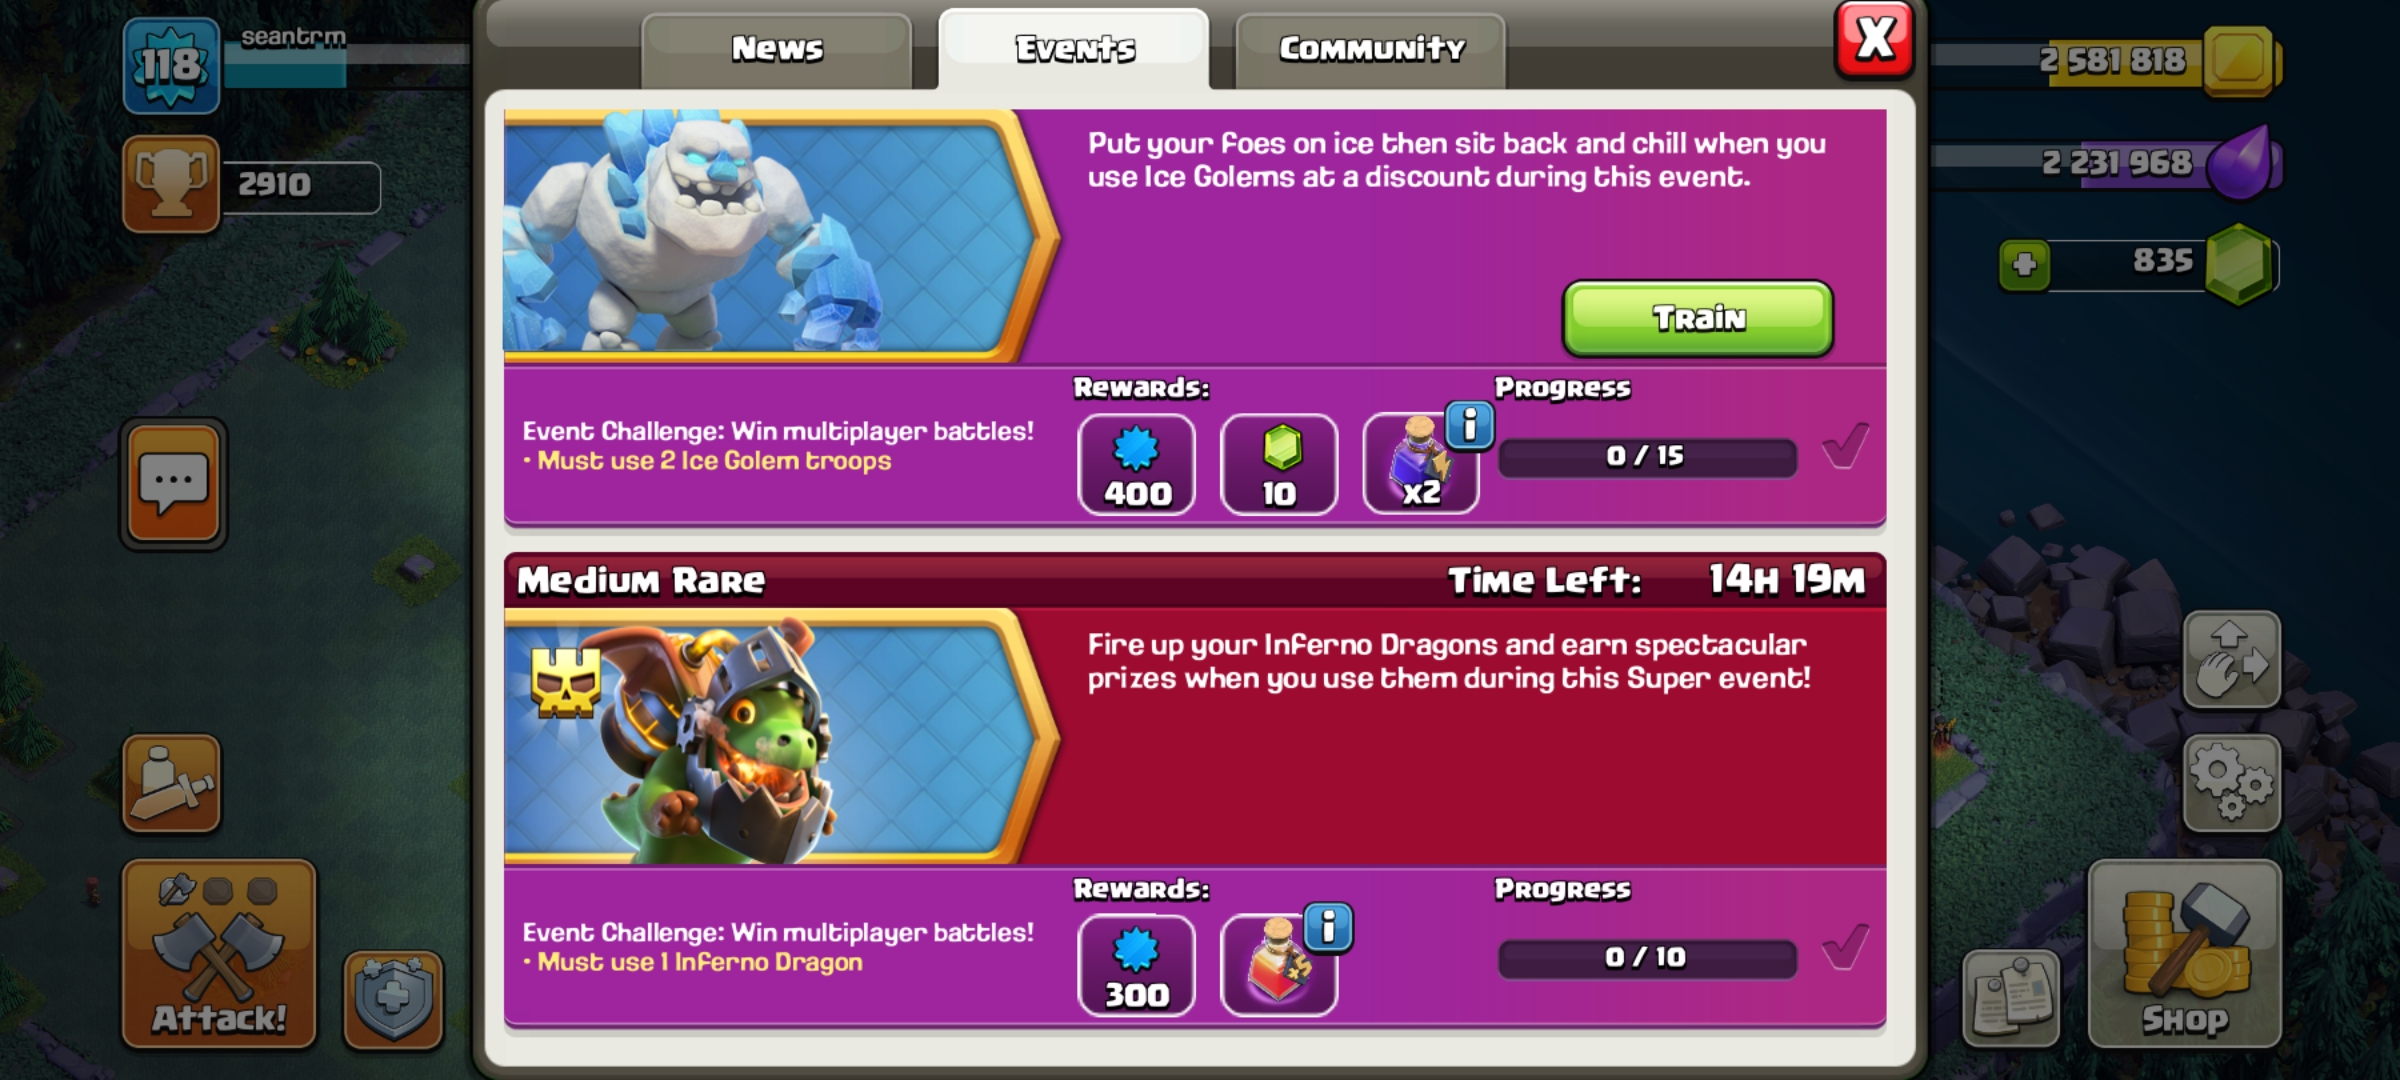 118
seantrm
2910
News
Events
Community
X
2 581 818
2 231 968
835
Put your foes on ice then sit back and chill when you
use Ice Golems at a discount during this event.
Train
Event Challenge: Win multiplayer battles!
• Must use 2 Ice Golem troops
Rewards:
400
10
x2
i
Progress
0 / 15
Medium Rare
Time Left: 14H 19M
Fire up your Inferno Dragons and earn spectacular
prizes when you use them during this Super event!
Event Challenge: Win multiplayer battles!
• Must use 1 Inferno Dragon
Rewards:
300
x5
i
Progress
0 / 10
Attack!
Shop